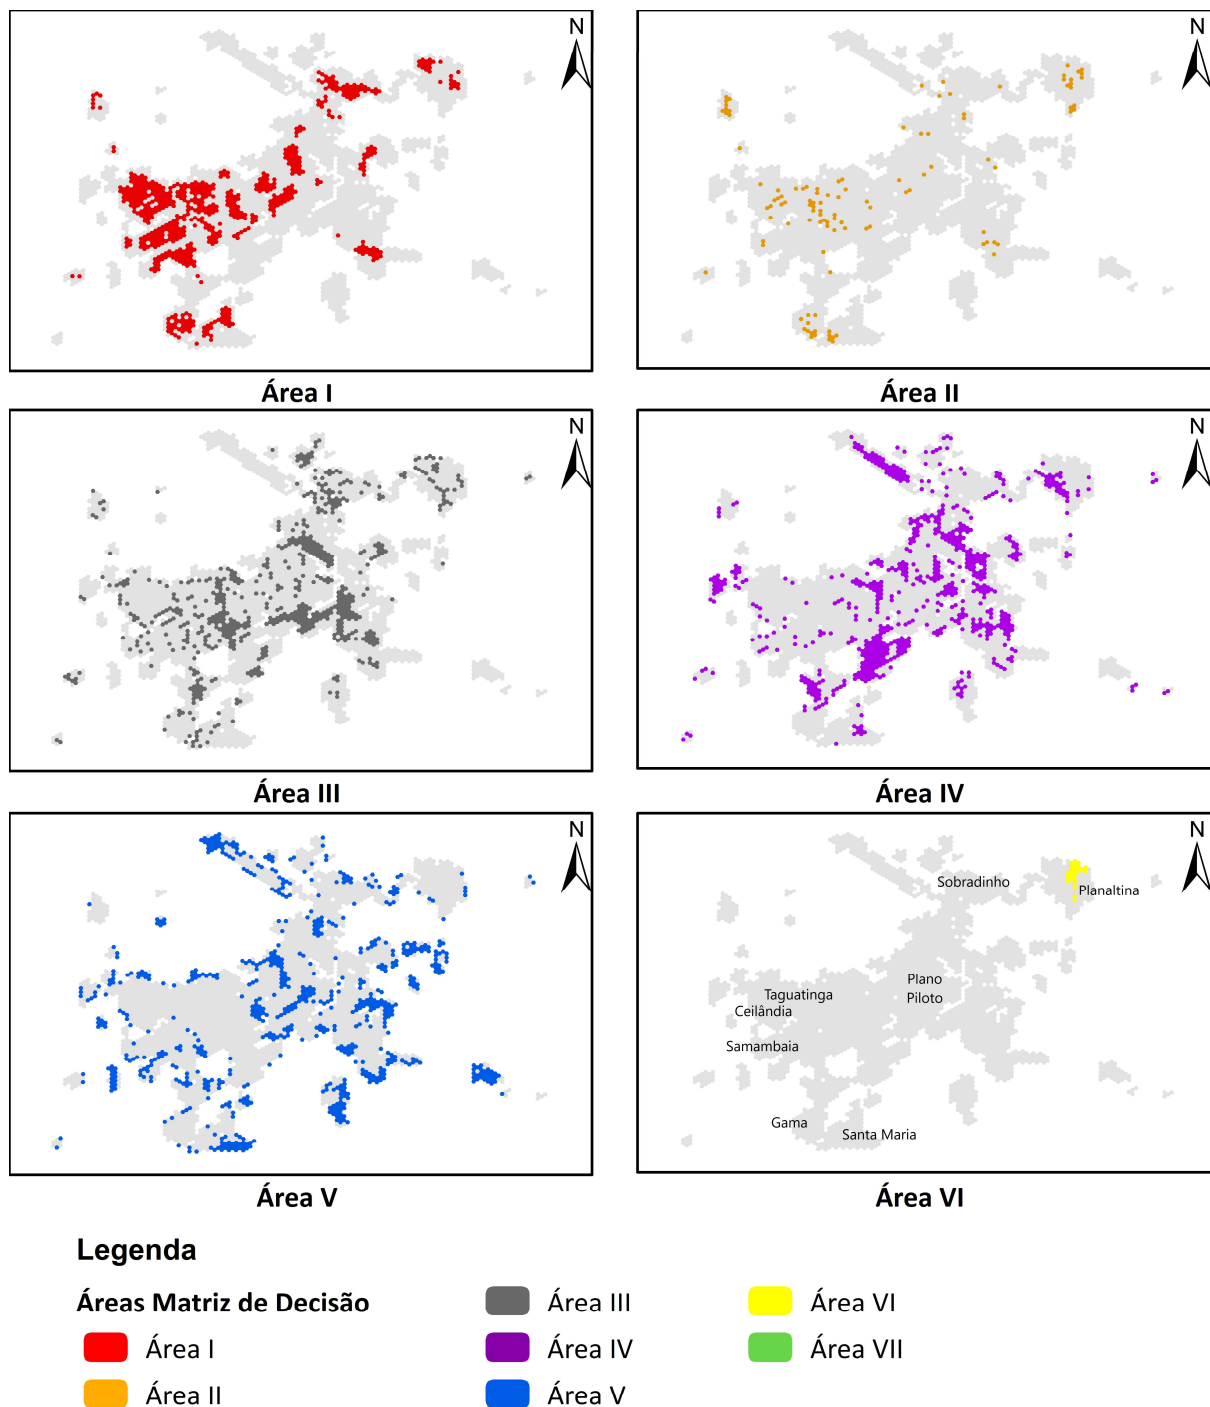 N
N
Área I
Área II
N
N
Área III
Área IV
N
N
Sobradinho
Planaltina
Plano
Piloto
Taguatinga
Ceilândia
Samambaia
Gama
Santa Maria
Área V
Área VI
Legenda
Áreas Matriz de Decisão
Área I
Área II
Área III
Área IV
Área V
Área VI
Área VII